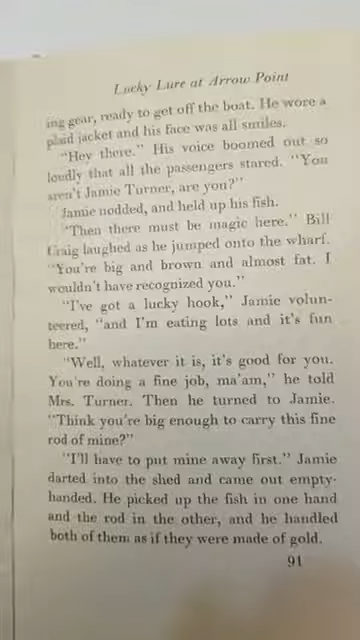 Lucky Lure at Arrow Point
ing gear, ready to get off the boat. He wore a
plaid jacket and his face was all smiles.
"Hey there." His voice boomed out so
loudly that all the passengers stared. "You
aren't Jamie Turner, are you?"
Jamie nodded, and held up his fish.
"Then there must be magic here." Bill
Craig laughed as he jumped onto the wharf.
"You're big and brown and almost fat. I
wouldn't have recognized you."
"I've got a lucky hook," Jamie volun-
teered, "and I'm eating lots and it's fun
here."
"Well, whatever it is, it's good for you.
You're doing a fine job, ma'am," he told
Mrs. Turner. Then he turned to Jamie.
"Think you're big enough to carry this fine
rod of mine?"
"I'll have to put mine away first." Jamie
darted into the shed and came out empty-
handed. He picked up the fish in one hand
and the rod in the other, and he handled
both of them as if they were made of gold.
91